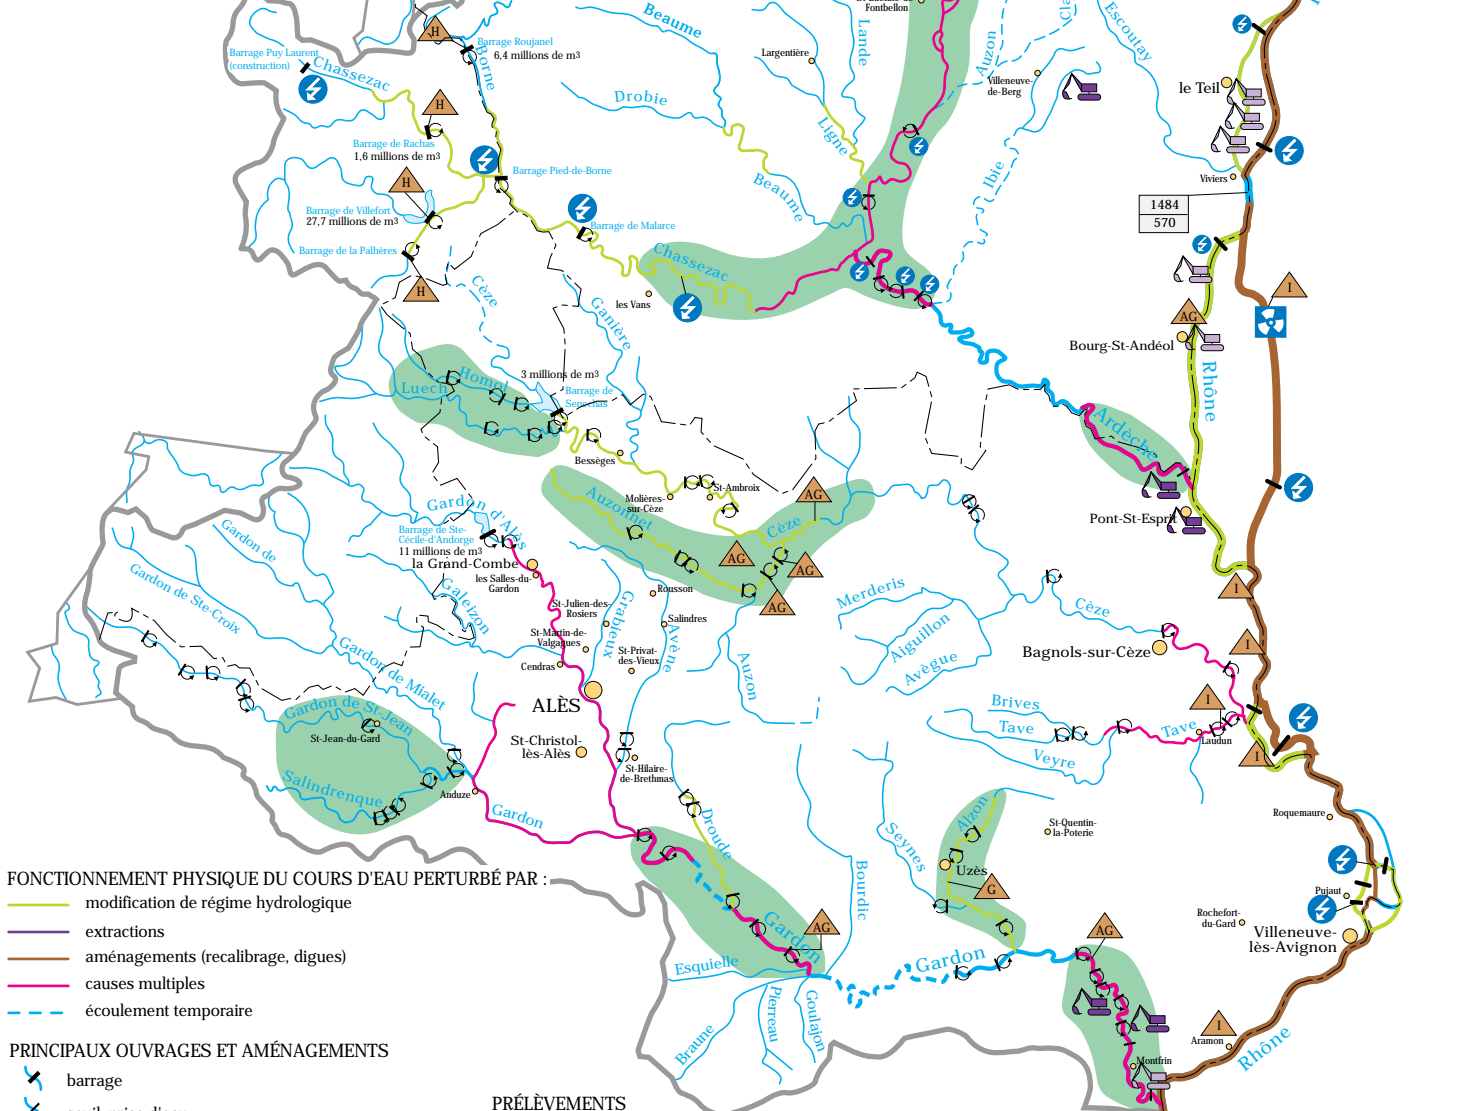 Fontbellon
Beaume
Lande
Auzon
Escoutay
H
Barrage Roujanel
6,4 millions de m³
Borne
Barrage Puy Laurent
(construction)
Chassezac
Largentière
Villeneuve-
de-Berg
le Teil
Drobie
H
Ligne
Barrage de Rachas
1,6 millions de m³
Barrage Pied-de-Borne
Ibie
Viviers
H
Beaume
Barrage de Villefort
27,7 millions de m³
1484
570
Barrage de Malarce
Barrage de la Palhères
Chassezac
H
Cèze
Ganière
les Vans
I
AG
Bourg-St-Andéol
Rhône
Homol
Luech
3 millions de m³
Barrage de
Senechas
Ardèche
Bessèges
Auzonnet
Molières-
sur-Cèze
St-Ambroix
AG
Cèze
Gardon d'Alès
Barrage de Ste-
Cécile-d'Andorge
11 millions de m³
Pont-St-Esprit
Gardon de
la Grand-Combe
AG
AG
les Salles-du-
Gardon
Gardon de Ste-Croix
Galeizon
Rousson
AG
I
Merderis
Cèze
St-Julien-des-
Rosiers
Grabieux
Salindres
Aiguillon
St-Martin-de-
Valgagues
Avène
Avègue
Bagnols-sur-Cèze
I
Cendras
St-Privat-
des-Vieux
Auzon
Gardon de Mialet
ALÈS
Brives
Tave
Tave
I
Laudun
Gardon de St-Jean
St-Jean-du-Gard
St-Christol-
lès-Alès
Veyre
I
St-Hilaire-
de-Brethmas
Salindrenque
Anduze
Gardon
Droude
Seynes
Alzon
St-Quentin-
la-Poterie
Roquemaure
Uzès
G
Bourdic
Pujaut
Rochefort-
du-Gard
Villeneuve-
lès-Avignon
AG
AG
Gardon
Gardon
Esquielle
Pierreau
Goulajon
Braune
I
Aramon
Rhône
Montfrin
FONCTIONNEMENT PHYSIQUE DU COURS D'EAU PERTURBÉ PAR :
modification de régime hydrologique
extractions
aménagements (recalibrage, digues)
causes multiples
écoulement temporaire
PRINCIPAUX OUVRAGES ET AMÉNAGEMENTS
barrage
PRÉLÈVEMENTS